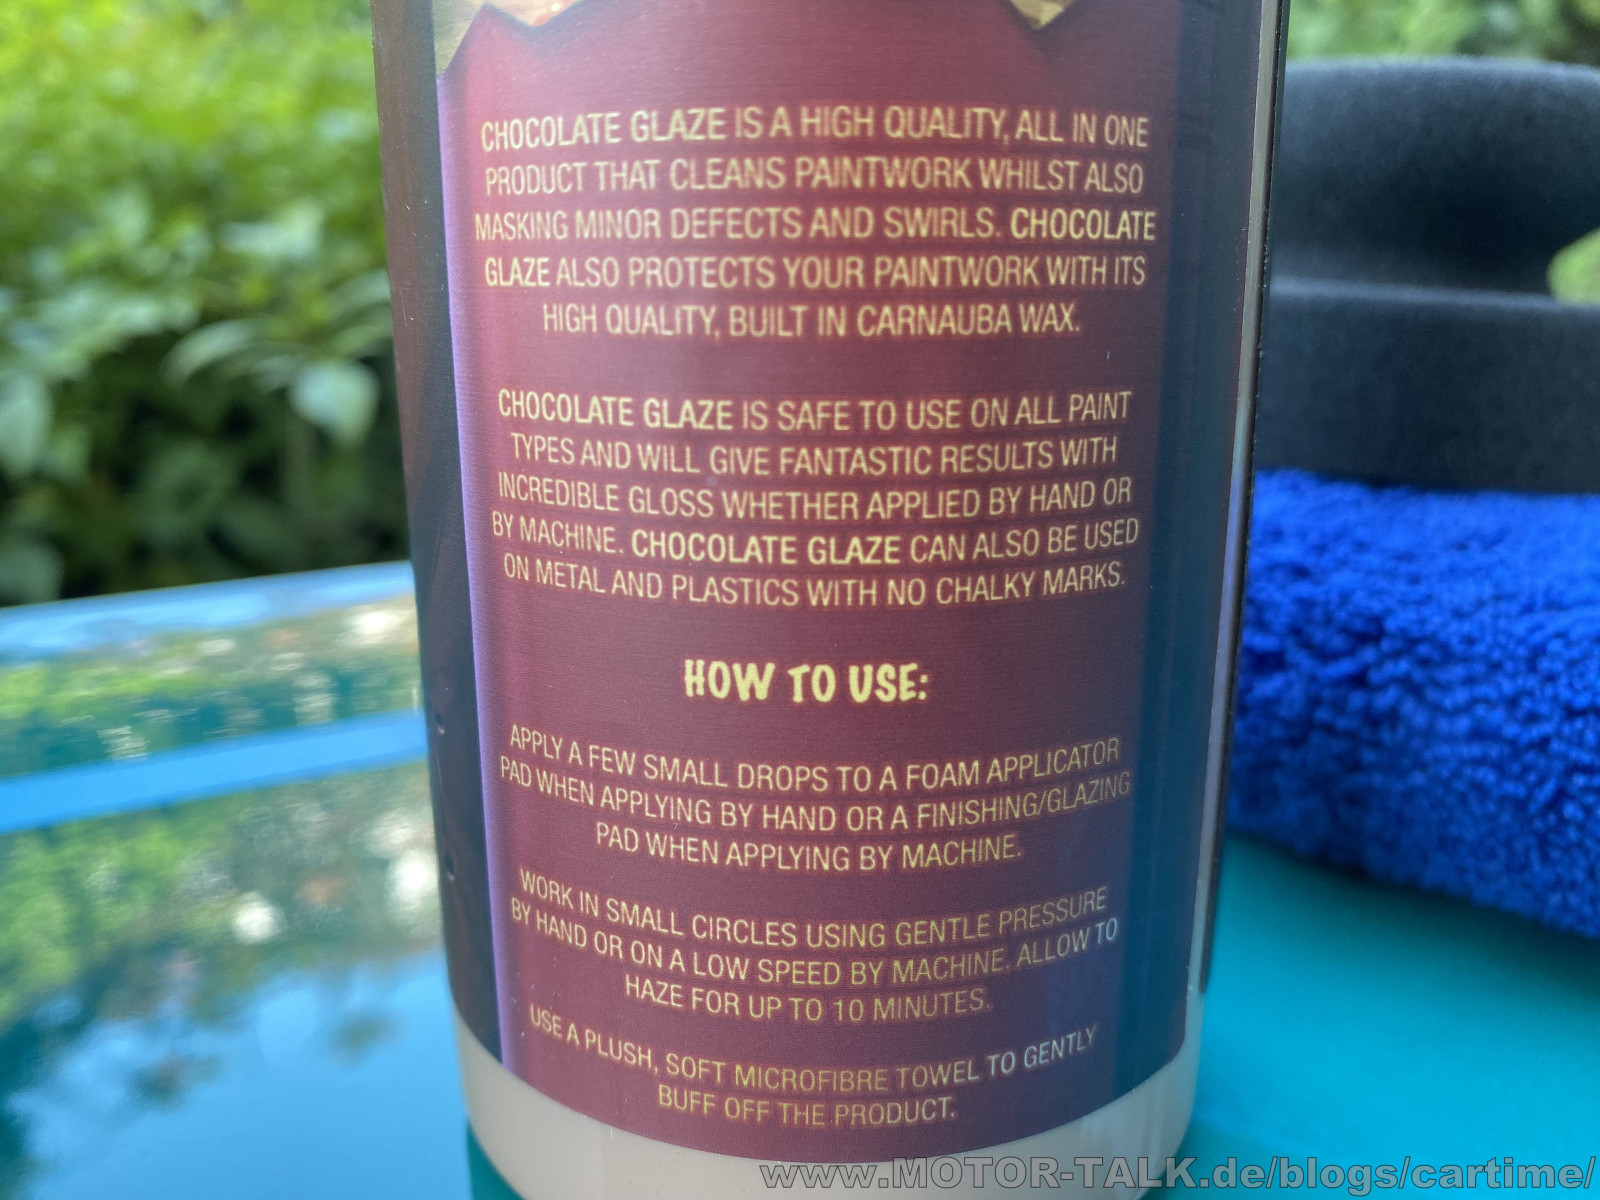 CHOCOLATE GLAZE IS A HIGH QUALITY, ALL IN ONE
PRODUCT THAT CLEANS PAINTWORK WHILST ALSO
MASKING MINOR DEFECTS AND SWIRLS. CHOCOLATE
GLAZE ALSO PROTECTS YOUR PAINTWORK WITH ITS
HIGH QUALITY, BUILT IN CARNAUBA WAX.
CHOCOLATE GLAZE IS SAFE TO USE ON ALL PAINT
TYPES AND WILL GIVE FANTASTIC RESULTS WITH
INCREDIBLE GLOSS WHETHER APPLIED BY HAND OR
BY MACHINE. CHOCOLATE GLAZE CAN ALSO BE USED
ON METAL AND PLASTICS WITH NO CHALKY MARKS.
HOW TO USE:
APPLY A FEW SMALL DROPS TO A FOAM APPLICATOR
PAD WHEN APPLYING BY HAND OR A FINISHING/GLAZING
PAD WHEN APPLYING BY MACHINE.
WORK IN SMALL CIRCLES USING GENTLE PRESSURE
BY HAND OR ON A LOW SPEED BY MACHINE. ALLOW TO
HAZE FOR UP TO 10 MINUTES.
USE A PLUSH, SOFT MICROFIBRE TOWEL TO GENTLY
BUFF OFF THE PRODUCT.
www.MOTOR-TALK.de/blogs/cartime/